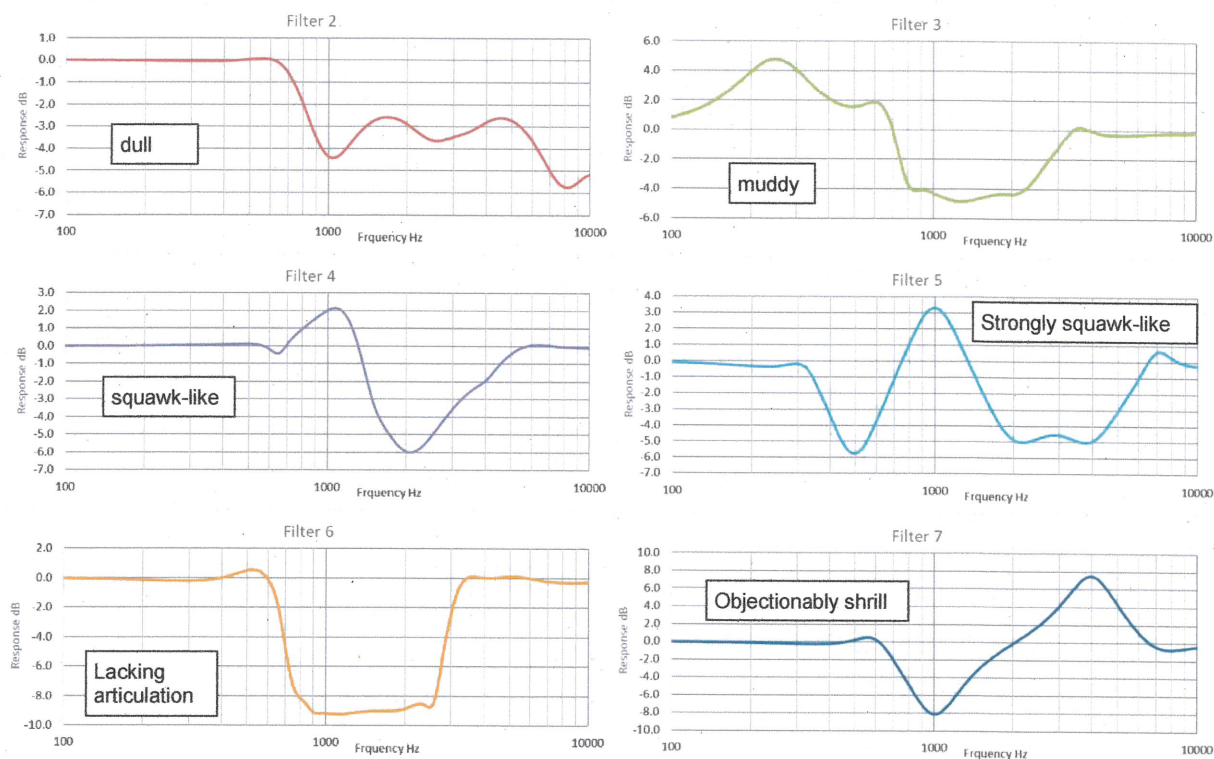 Filter 2
1.0
0.0
-1.0
-2.0
-3.0
-4.0
-5.0
-6.0
-7.0
Response dB
dull
100 1000 10000
Frquency Hz
Filter 3
6.0
4.0
2.0
0.0
-2.0
-4.0
-6.0
Response dB
muddy
100 1000 10000
Frquency Hz
Filter 4
3.0
2.0
1.0
0.0
-1.0
-2.0
-3.0
-4.0
-5.0
-6.0
-7.0
Response dB
squawk-like
100 1000 10000
Frquency Hz
Filter 5
4.0
3.0
2.0
1.0
0.0
-1.0
-2.0
-3.0
-4.0
-5.0
-6.0
-7.0
Response dB
Strongly squawk-like
100 1000 10000
Frquency Hz
Filter 6
2.0
0.0
-2.0
-4.0
-6.0
-8.0
-10.0
Response dB
Lacking
articulation
100 1000 10000
Frquency Hz
Filter 7
10.0
8.0
6.0
4.0
2.0
0.0
-2.0
-4.0
-6.0
-8.0
-10.0
Response dB
Objectionably shrill
100 1000 10000
Frquency Hz